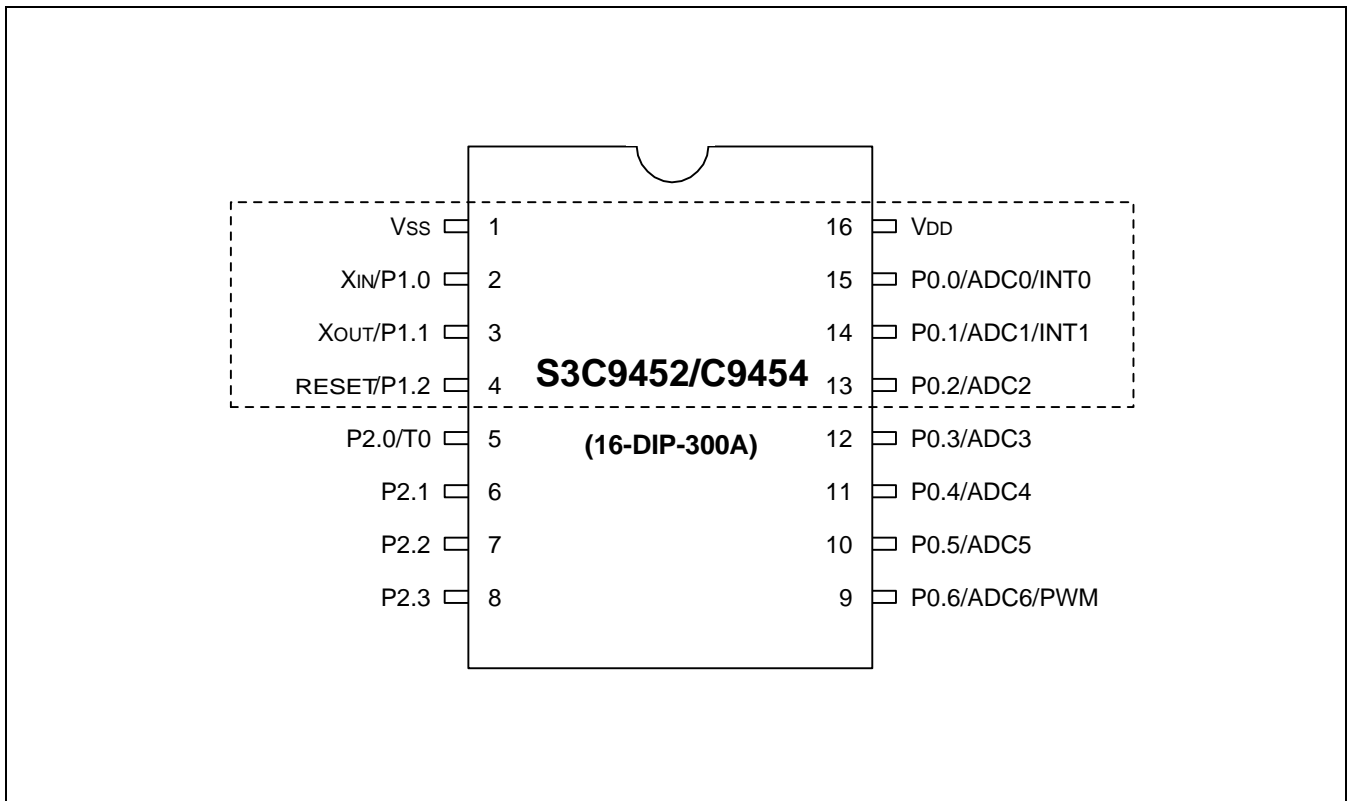 VSS 1 16 VDD
XIN/P1.0 2 15 P0.0/ADC0/INT0
XOUT/P1.1 3 14 P0.1/ADC1/INT1
S3C9452/C9454
RESET/P1.2 4 13 P0.2/ADC2
P2.0/T0 5 (16-DIP-300A) 12 P0.3/ADC3
P2.1 6 11 P0.4/ADC4
P2.2 7 10 P0.5/ADC5
P2.3 8 9 P0.6/ADC6/PWM